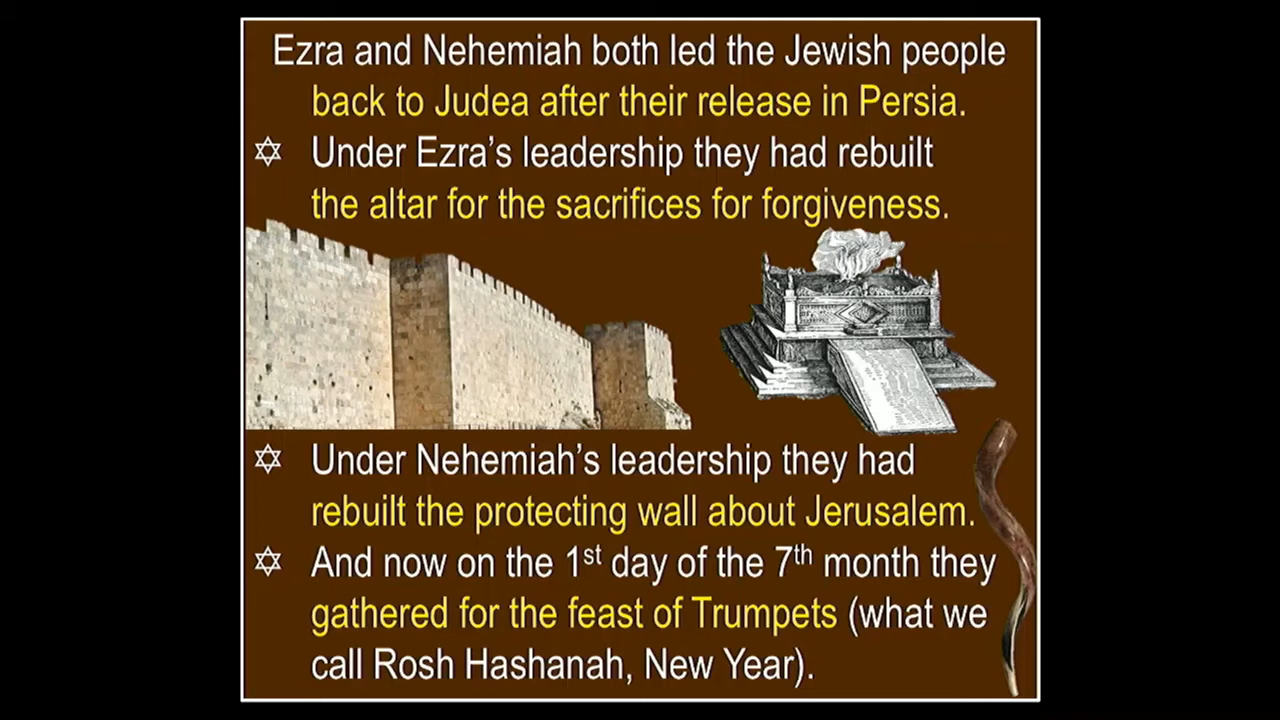 Ezra and Nehemiah both led the Jewish people
back to Judea after their release in Persia.
Under Ezra’s leadership they had rebuilt
the altar for the sacrifices for forgiveness.
Under Nehemiah’s leadership they had
rebuilt the protecting wall about Jerusalem.
And now on the 1st day of the 7th month they
gathered for the feast of Trumpets (what we
call Rosh Hashanah, New Year).